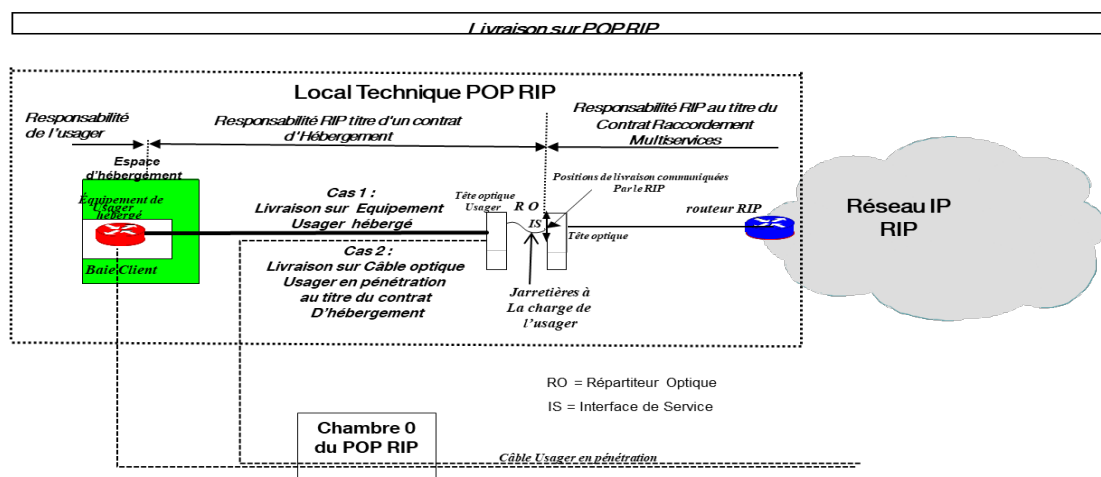 Livraison sur POP RIP
Local Technique POP RIP
Responsabilité
de l'usager
Responsabilité RIP titre d'un contrat
d'Hébergement
Responsabilité RIP au titre du
Contrat Raccordement
Multiservices
Espace
d'hébergement
Équipement de
Usager
hébergé
Baie Client
Cas 1 :
Livraison sur Equipement
Usager hébergé
Cas 2 :
Livraison sur Câble optique
Usager en pénétration
au titre du contrat
D'hébergement
Tête optique
Usager
R O
IS
Positions de livraison communiquées
Par le RIP
Tête optique
routeur RIP
Réseau IP
RIP
Jarretières à
La charge de
l'usager
RO = Répartiteur Optique
IS = Interface de Service
Chambre 0
du POP RIP
Câble Usager en pénétration